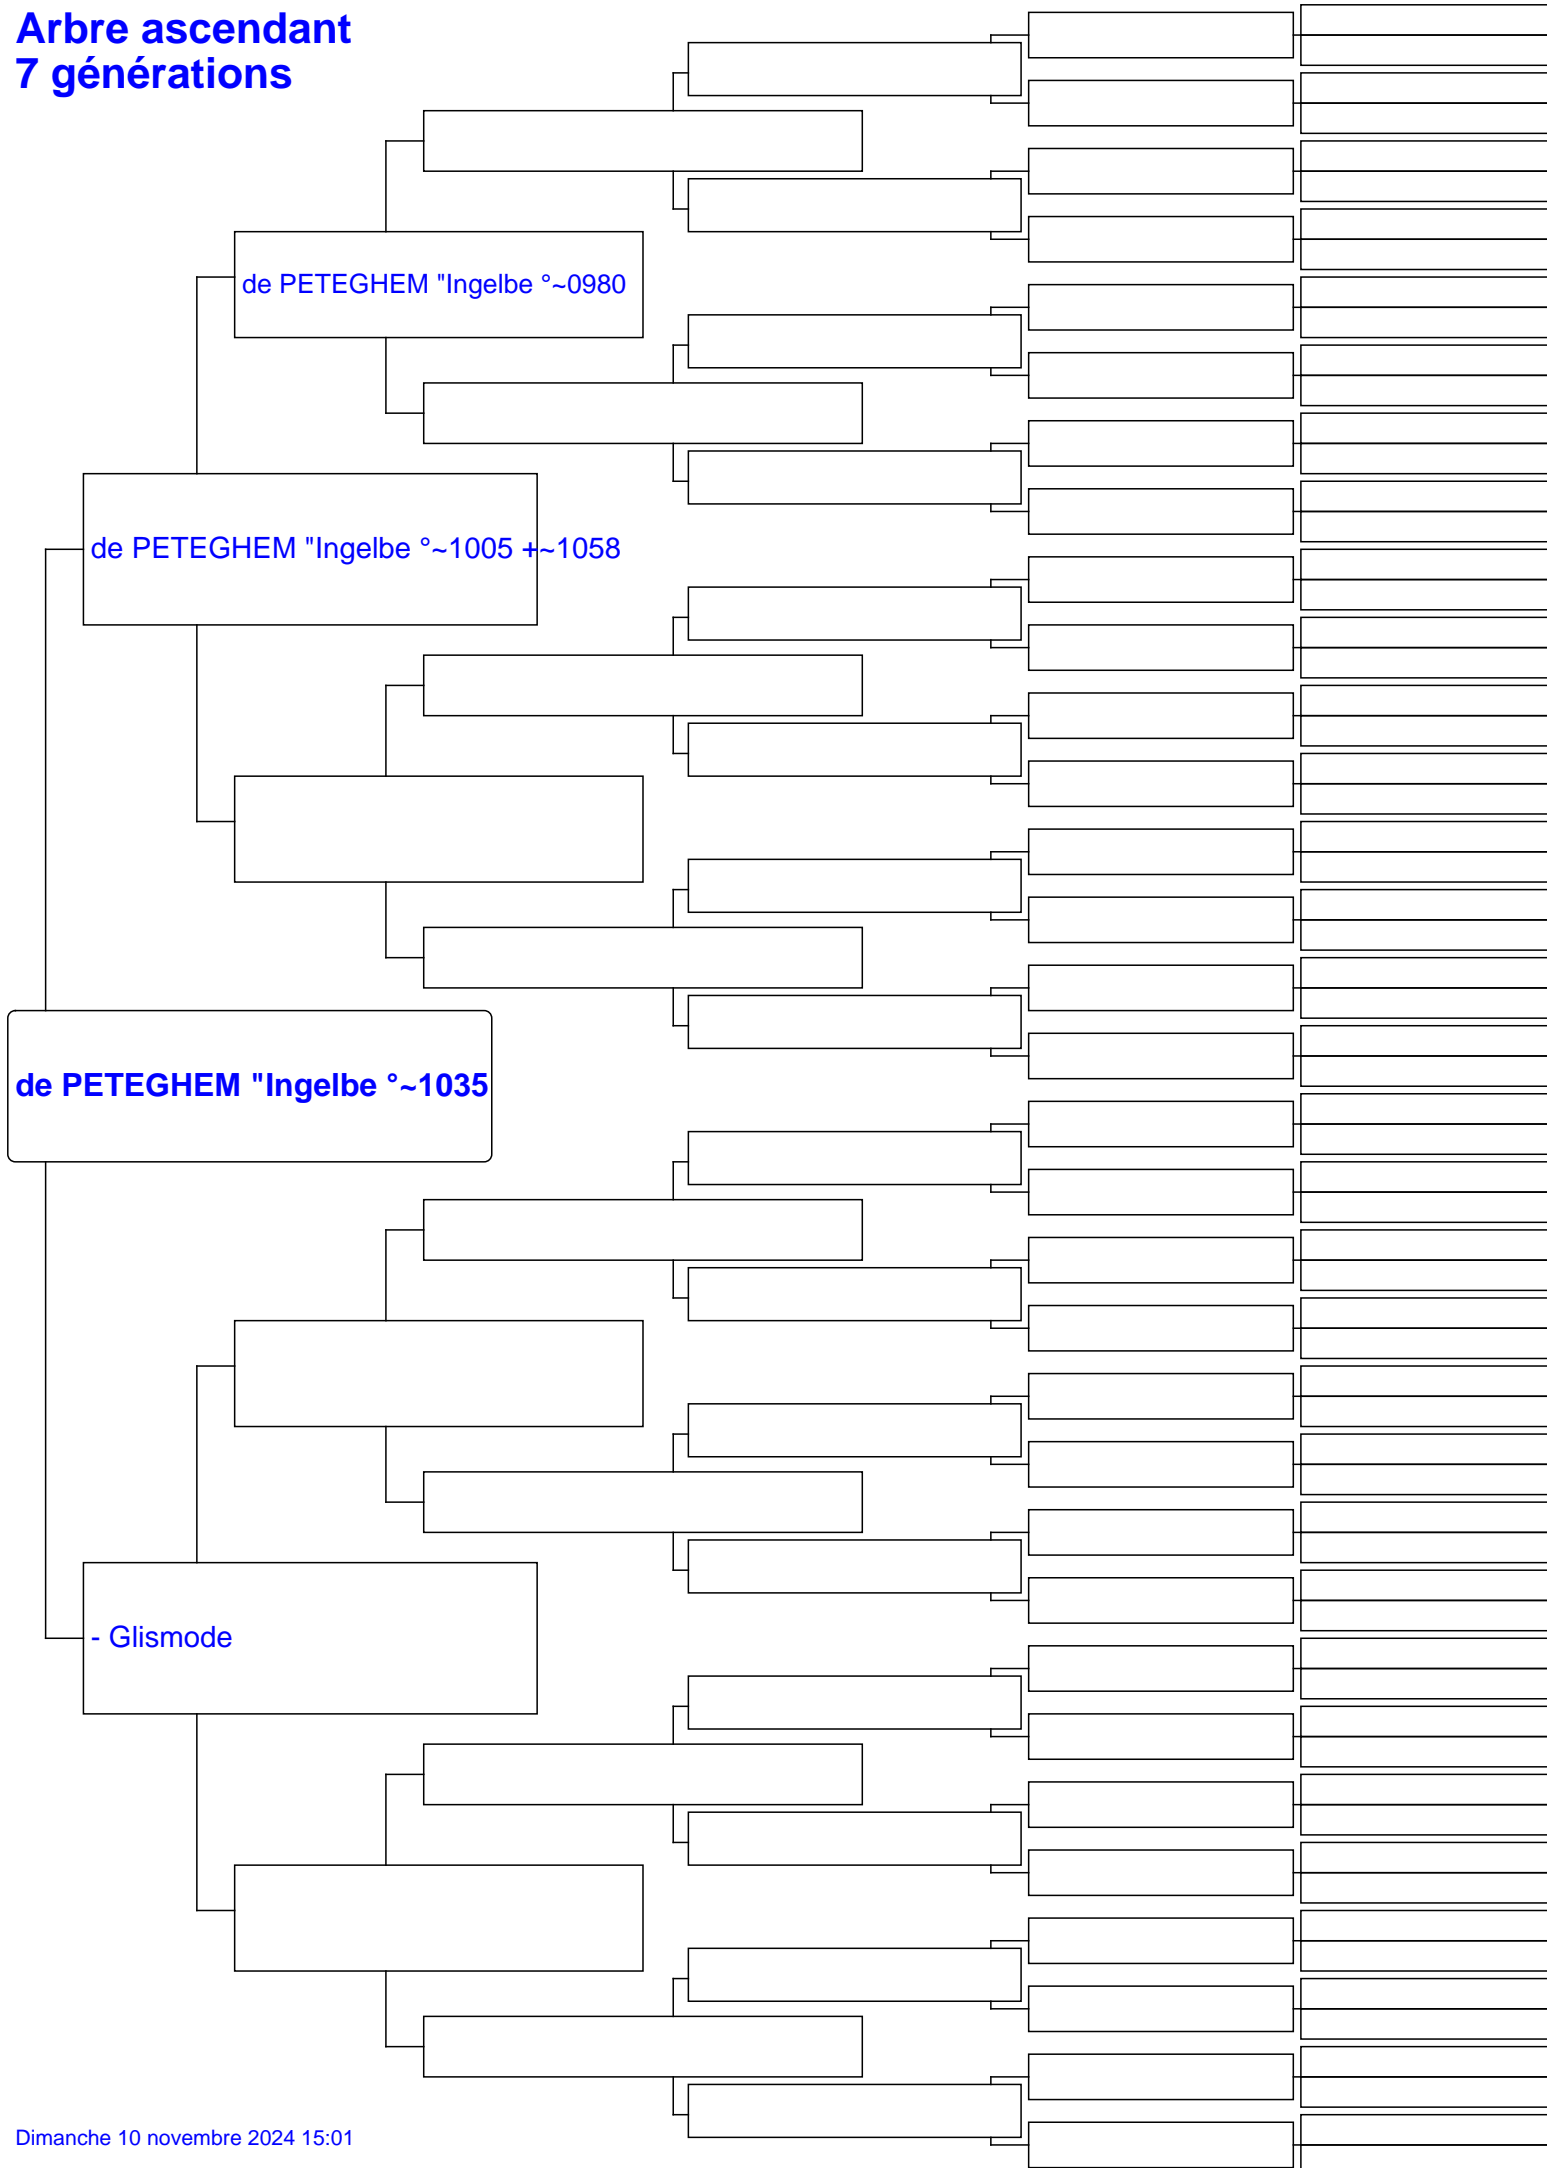 Arbre ascendant
7 générations
de PETEGHEM "Ingelbe °~0980
de PETEGHEM "Ingelbe °~1005 +~1058
de PETEGHEM "Ingelbe °~1035
- Glismode
Dimanche 10 novembre 2024 15:01